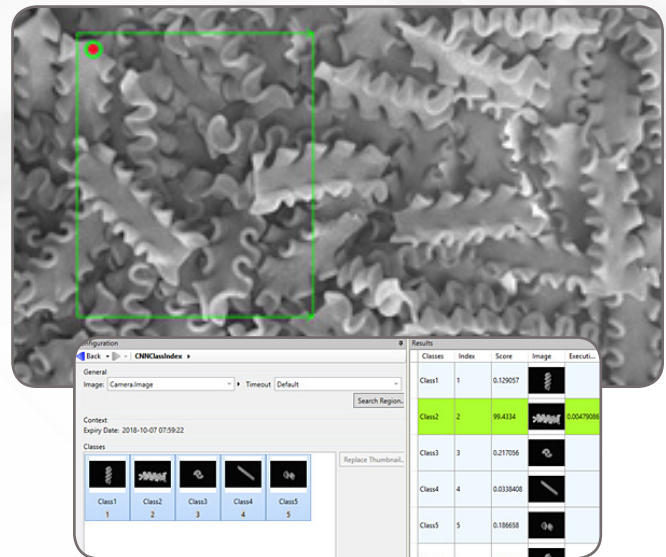 nfiguration
Back
CNNClassIndex
General
Image: Camera.Image
Timeout Default
Search Region..
Context
Expiry Date: 2018-10-07 07:59:22
Classes
Replace Thumbnail..
Class1 Class2 Class3 Class4 Class5
1 2 3 4 5
Results
Classes Index Score Image Executi...
Class1 1 0.129057
Class2 2 99.4334 0.00479086
Class3 3 0.217056
Class4 4 0.0338408
Class5 5 0.186658